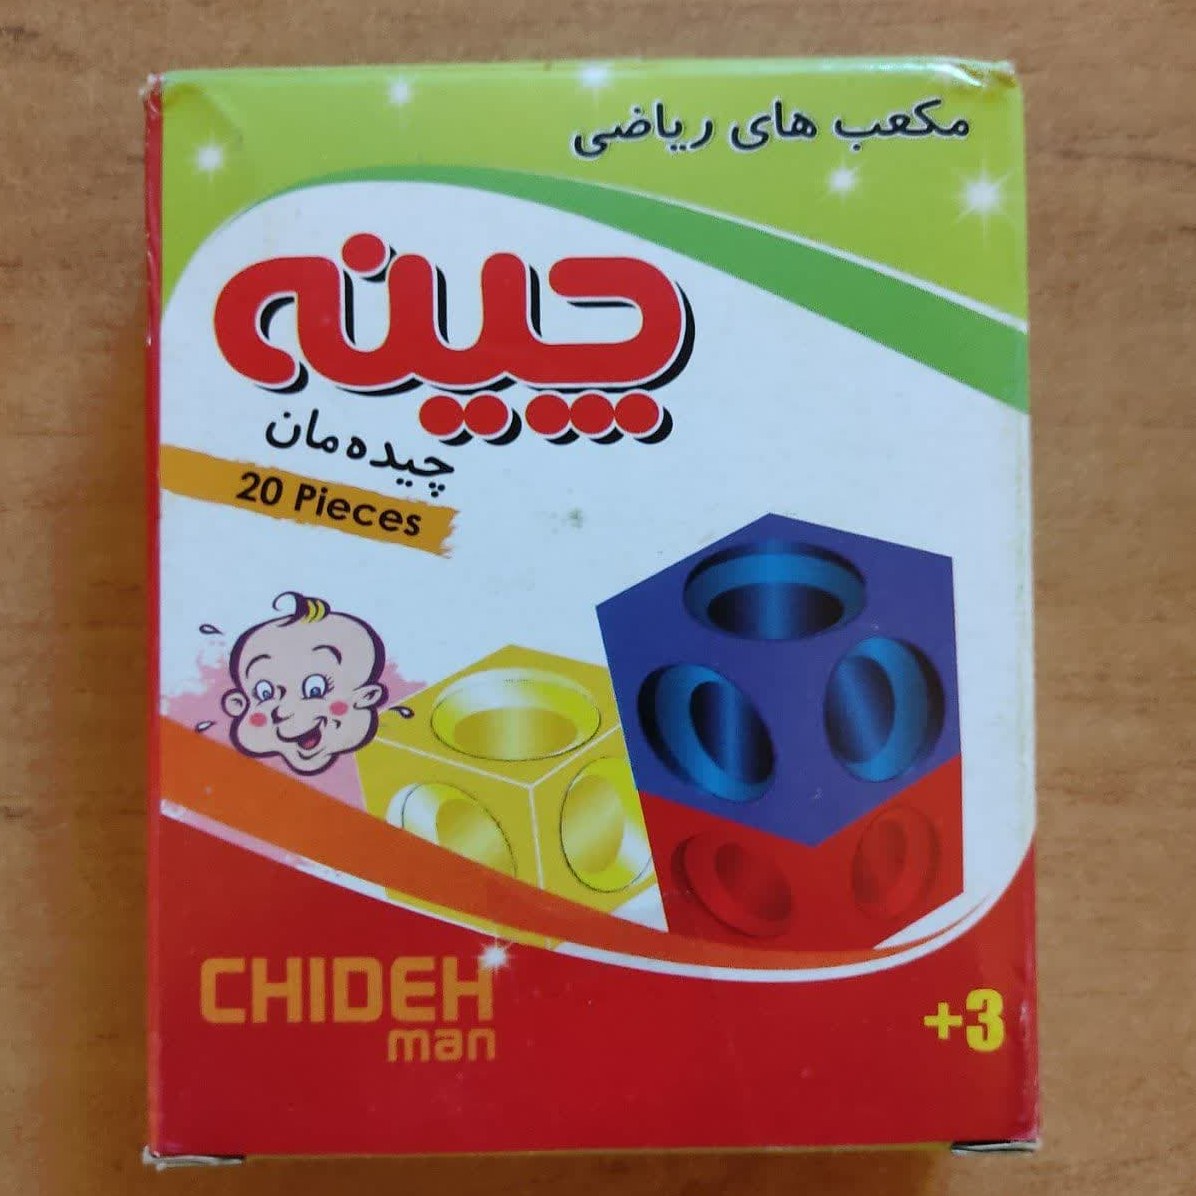 مکعب های ریاضی
چینه
چیده مان
20 Pieces
CHIDEH
man
+3